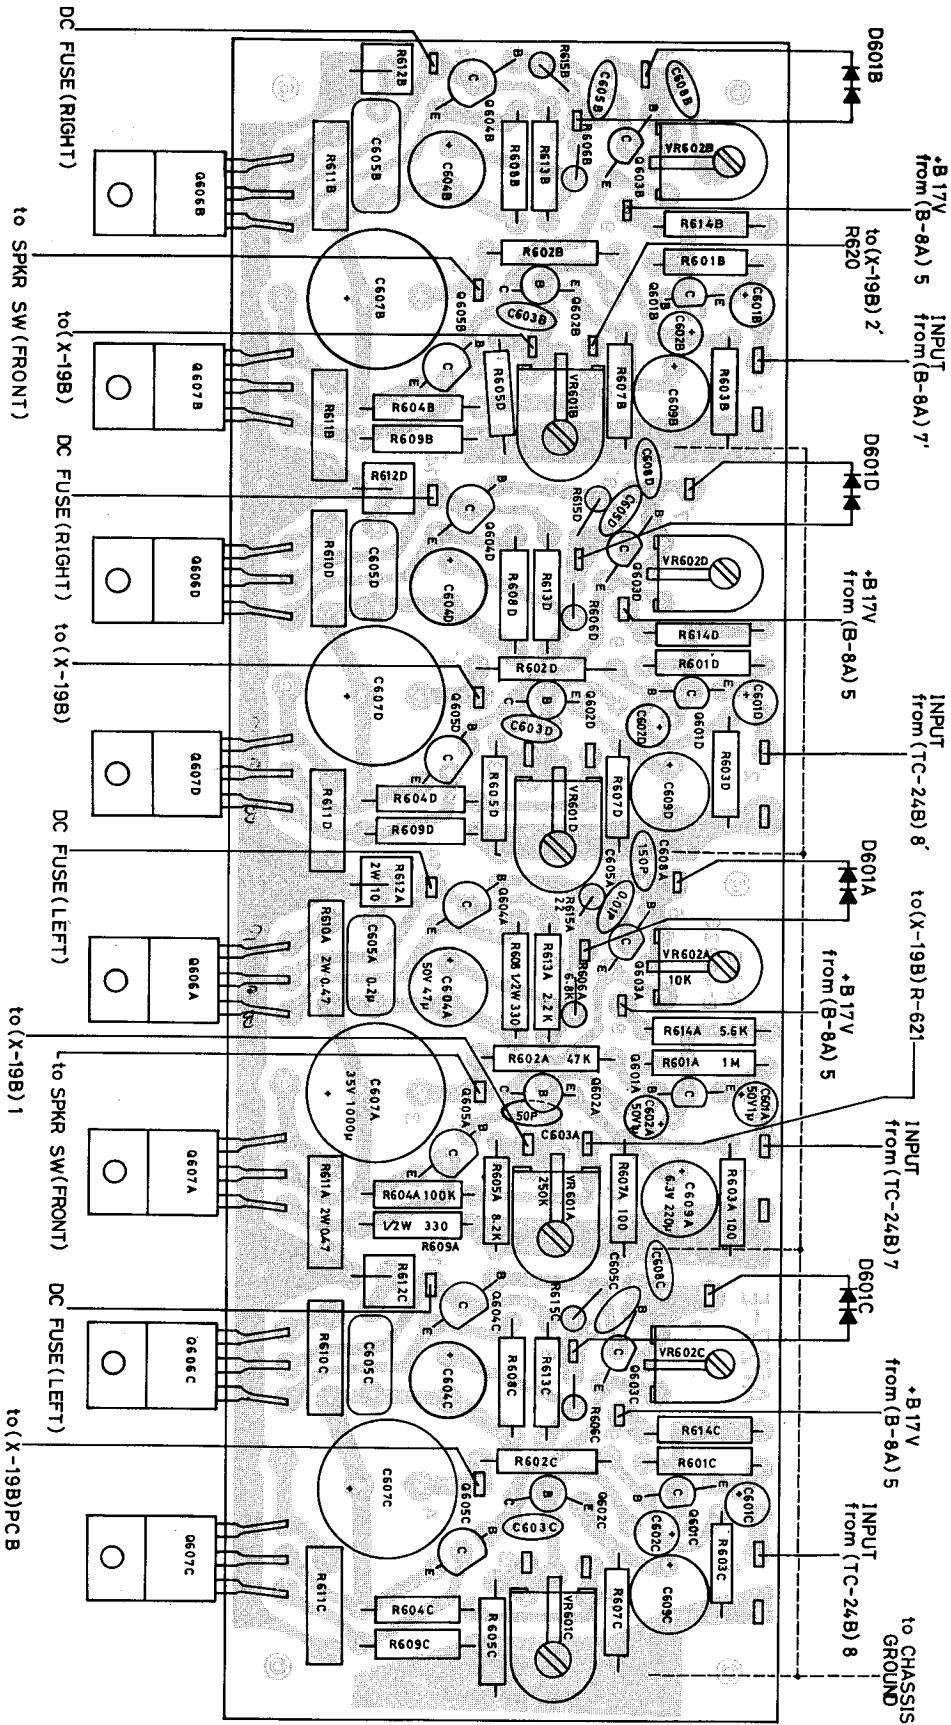 D601B
+B 17V
from (B-8A) 5
to (X-19B) 2'
R620
INPUT
from (B-8A) 7'
D601D
+B 17V
from (B-8A) 5
INPUT
from (TC-24B) 8'
D601A
to (X-19B) R-621
+B 17V
from (B-8A) 5
INPUT
from (TC-24B) 7
D601C
+B 17V
from (B-8A) 5
INPUT
from (TC-24B) 8
to CHASSIS
GROUND
DC FUSE (RIGHT)
to SPKR SW (FRONT)
to (X-19B)
DC FUSE (RIGHT)
to (X-19B)
DC FUSE (LEFT)
to (X-19B) 1
to SPKR SW (FRONT)
DC FUSE (LEFT)
to (X-19B) PCB
R612B
B
C
E
Q604B
R615B
C605B
C608B
R611B
C605B
C604B
R608B
R613B
R606B
B
C
E
Q603B
VR602B
Q606B
R614B
R602B
R601B
C607B
Q605B
C
B
E
Q602B
C603B
Q601B
B
C
E
C601B
C602B
Q607B
B
C
E
R611B
R604B
R609B
R605D
VR601B
R607B
C609B
R603B
R612D
B
C
E
Q604D
R615D
C605D
C608D
Q606D
R610D
C605D
C604D
R608D
R613D
R606D
B
C
E
Q603D
VR602D
R614D
R602D
R601D
C607D
Q605D
C
B
E
Q602D
C603D
B
C
E
Q601D
C601D
C602D
Q607D
B
C
E
R611D
R604D
R609D
R605D
VR601D
R607D
C609D
R603D
R612A
2W 10
B
C
E
Q604A
R615A
22
C605A
0.01P
C608A
150P
Q606A
R610A 2W 0.47
C605A 0.2µ
C604A
50V 47µ
R608 1/2W 330
R613A 2.2K
R606A
6.8K
B
C
E
Q603A
VR602A
10K
R614A 5.6K
R602A 47K
R601A 1M
C607A
35V 1000µ
Q605A
C
B
E
Q602A
50P
C603A
Q601A
B
C
E
C601A
50V 1µ
C602A
50V 1µ
Q607A
B
C
E
R611A 2W 0.47
R604A 100K
1/2W 330
R609A
R605A 8.2K
VR601A
250K
R607A 100
C609A
6.3V 220µ
R603A 100
R612C
B
C
E
Q604C
R615C
C605C
C608C
Q606C
R610C
C605C
C604C
R608C
R613C
R606C
B
C
E
Q603C
VR602C
R614C
R602C
R601C
C607C
Q605C
C
B
E
Q602C
C603C
B
C
E
Q601C
C601C
C602C
Q607C
B
C
E
R611C
R604C
R609C
R605C
VR601C
R607C
C609C
R603C